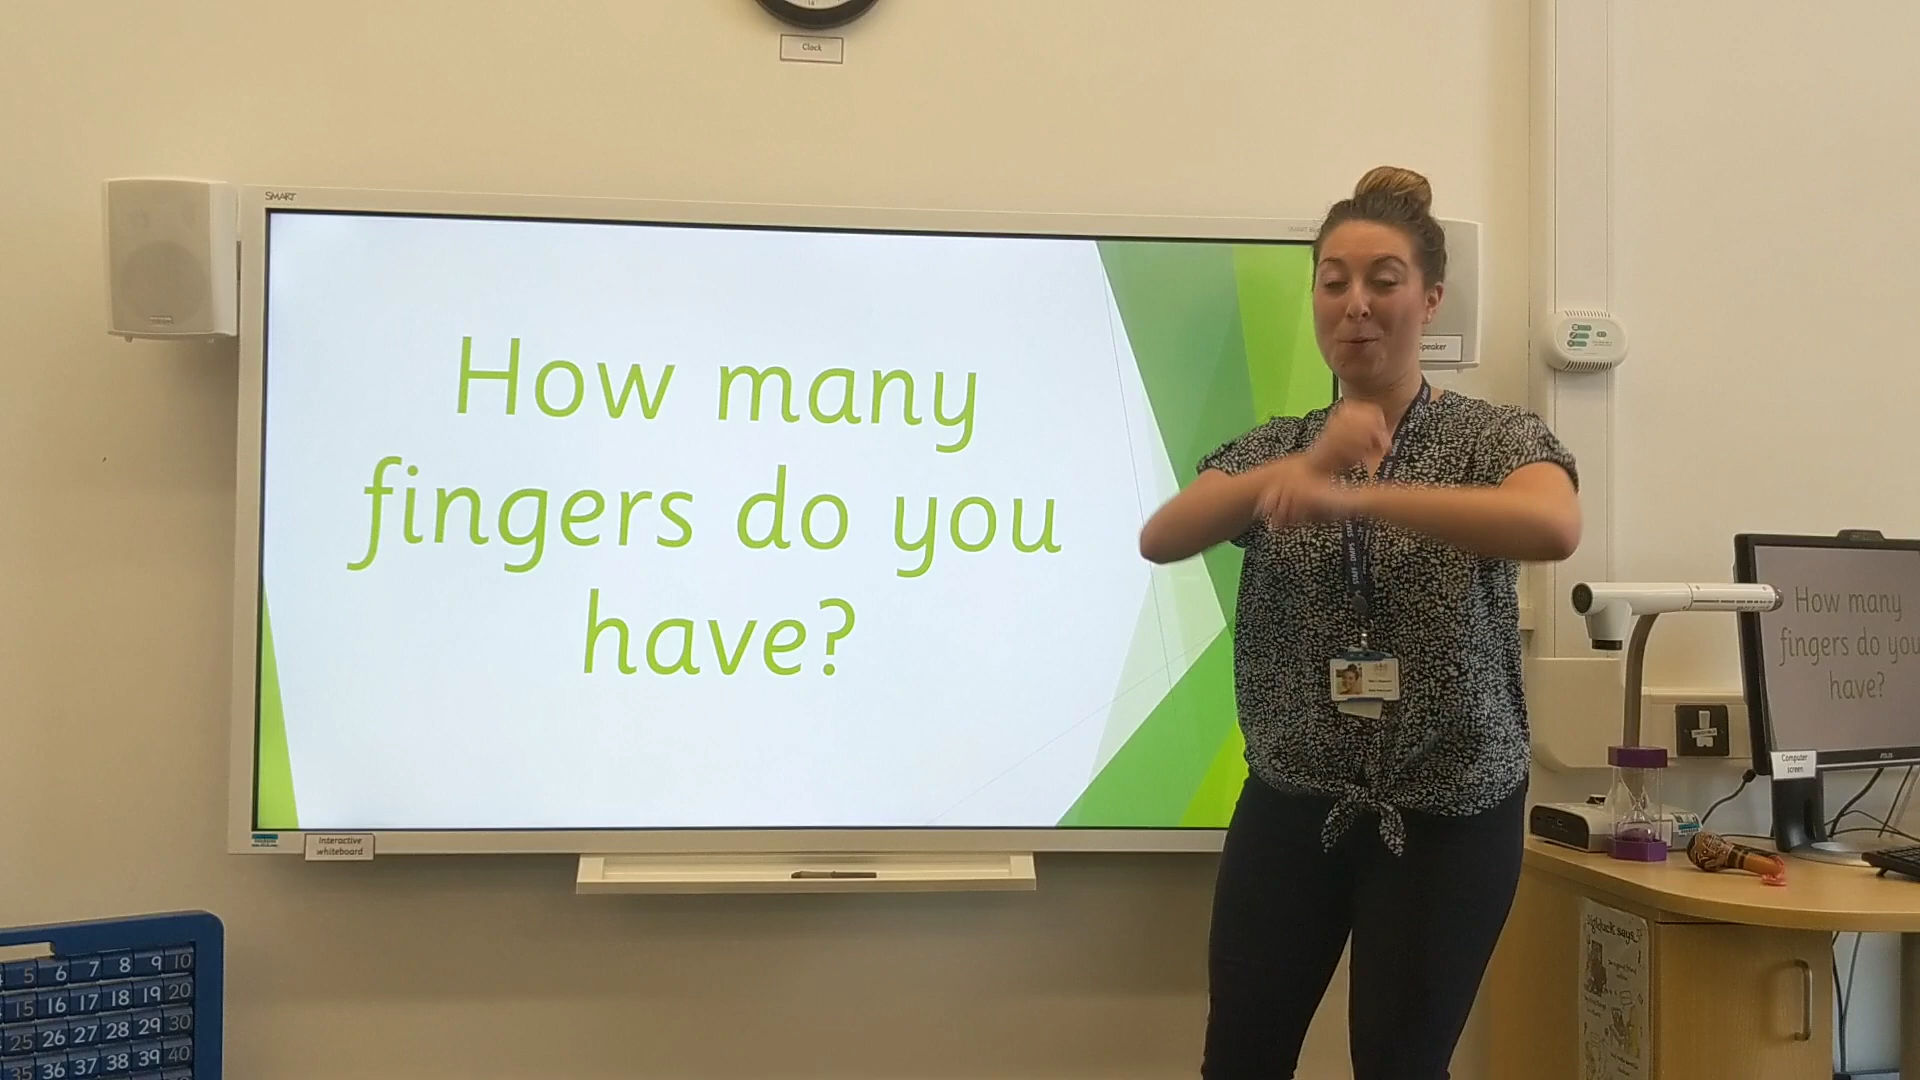 Clock
SMART
How many
fingers do you
have?
Speaker
Interactive
whiteboard
How many
fingers do you
have?
Computer
screen
5 6 7 8 9 10
15 16 17 18 19 20
25 26 27 28 29 30
35 36 37 38 39 40
STAFF